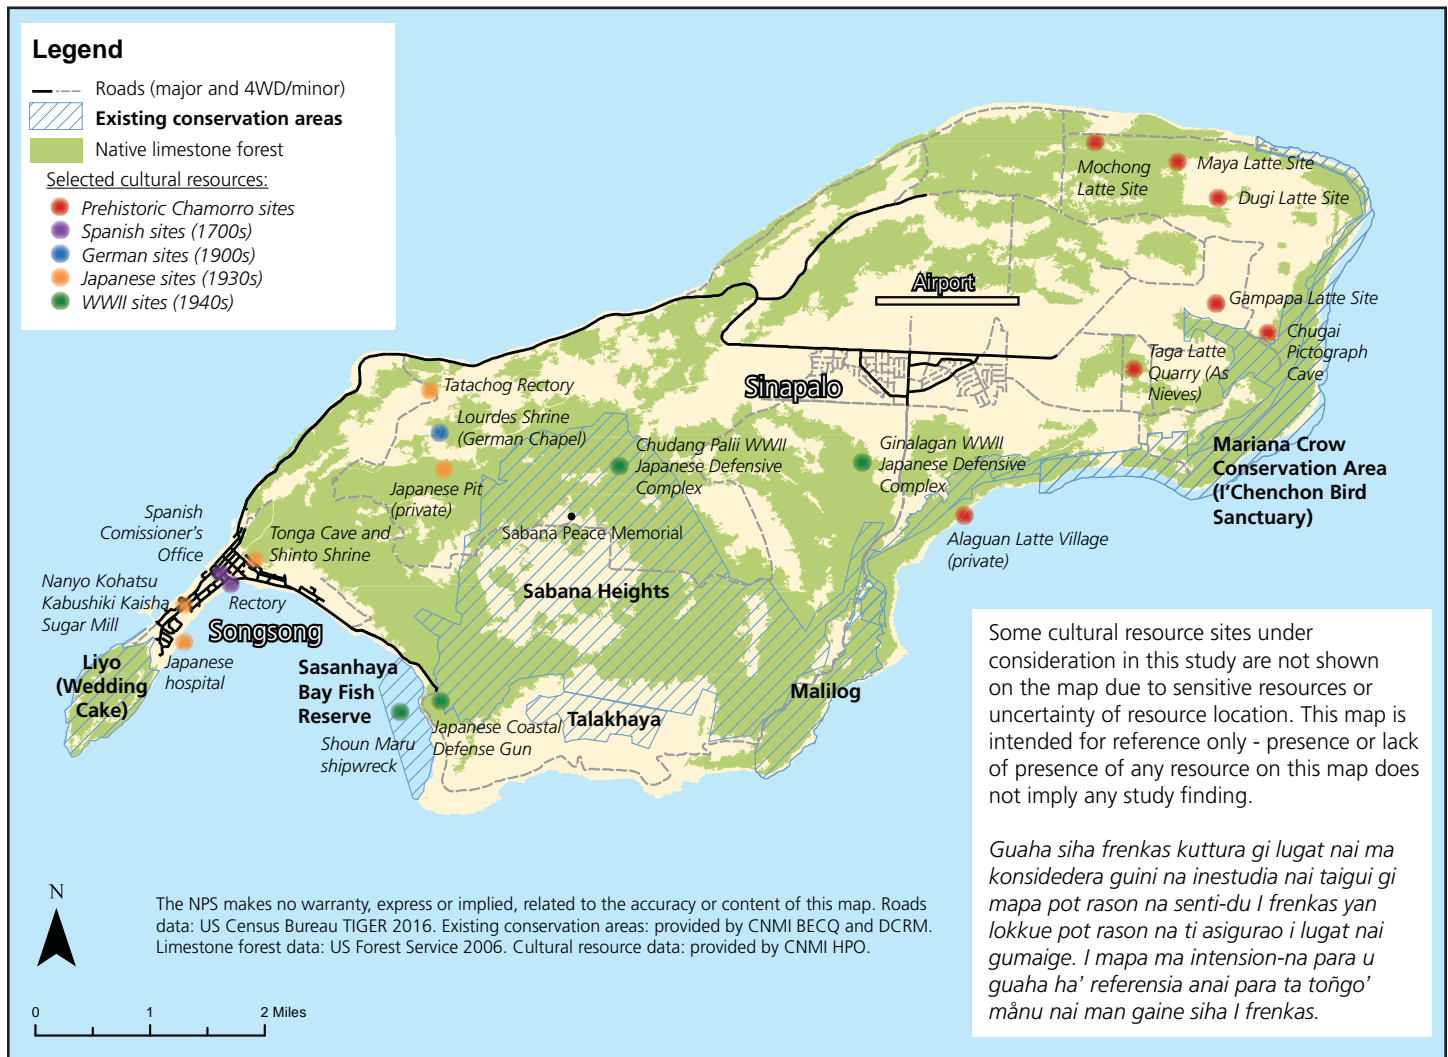 Legend
Roads (major and 4WD/minor)
Existing conservation areas
Native limestone forest
Selected cultural resources:
Prehistoric Chamorro sites
Spanish sites (1700s)
German sites (1900s)
Japanese sites (1930s)
WWII sites (1940s)
Mochong
Latte Site
Maya Latte Site
Dugi Latte Site
Airport
Gampapa Latte Site
Chugai
Pictograph
Cave
Taga Latte
Quarry (As
Nieves)
Sinapalo
Tatachog Rectory
Lourdes Shrine
(German Chapel)
Chudang Palii WWII
Japanese Defensive
Complex
Ginalagan WWII
Japanese Defensive
Complex
Mariana Crow
Conservation Area
(I'Chenchon Bird
Sanctuary)
Japanese Pit
(private)
Sabana Peace Memorial
Alaguan Latte Village
(private)
Spanish
Comissioner's
Office
Tonga Cave and
Shinto Shrine
Nanyo Kohatsu
Kabushiki Kaisha
Sugar Mill
Rectory
Sabana Heights
Songsong
Japanese
hospital
Liyo
(Wedding
Cake)
Sasanhaya
Bay Fish
Reserve
Malilog
Talakhaya
Japanese Coastal
Defense Gun
Shoun Maru
shipwreck
Some cultural resource sites under
consideration in this study are not shown
on the map due to sensitive resources or
uncertainty of resource location. This map is
intended for reference only - presence or lack
of presence of any resource on this map does
not imply any study finding.
Guaha siha frenkas kuttura gi lugat nai ma
konsidedera guini na inestudia nai taigui gi
mapa pot rason na senti-du I frenkas yan
lokkue pot rason na ti asigurao i lugat nai
gumaige. I mapa ma intension-na para u
guaha ha' referensia anai para ta toñgo'
månu nai man gaine siha I frenkas.
N
The NPS makes no warranty, express or implied, related to the accuracy or content of this map. Roads
data: US Census Bureau TIGER 2016. Existing conservation areas: provided by CNMI BECQ and DCRM.
Limestone forest data: US Forest Service 2006. Cultural resource data: provided by CNMI HPO.
0 1 2 Miles